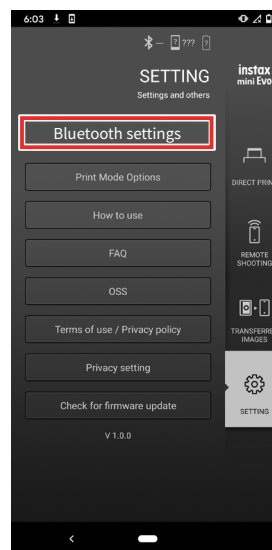 6:03
? ??? ?
SETTING
Settings and others
Bluetooth settings
Print Mode Options
How to use
FAQ
OSS
Terms of use / Privacy policy
Privacy setting
Check for firmware update
V 1.0.0
instax
mini Evo
DIRECT PRIN
REMOTE
SHOOTING
TRANSFERRE
IMAGES
SETTING